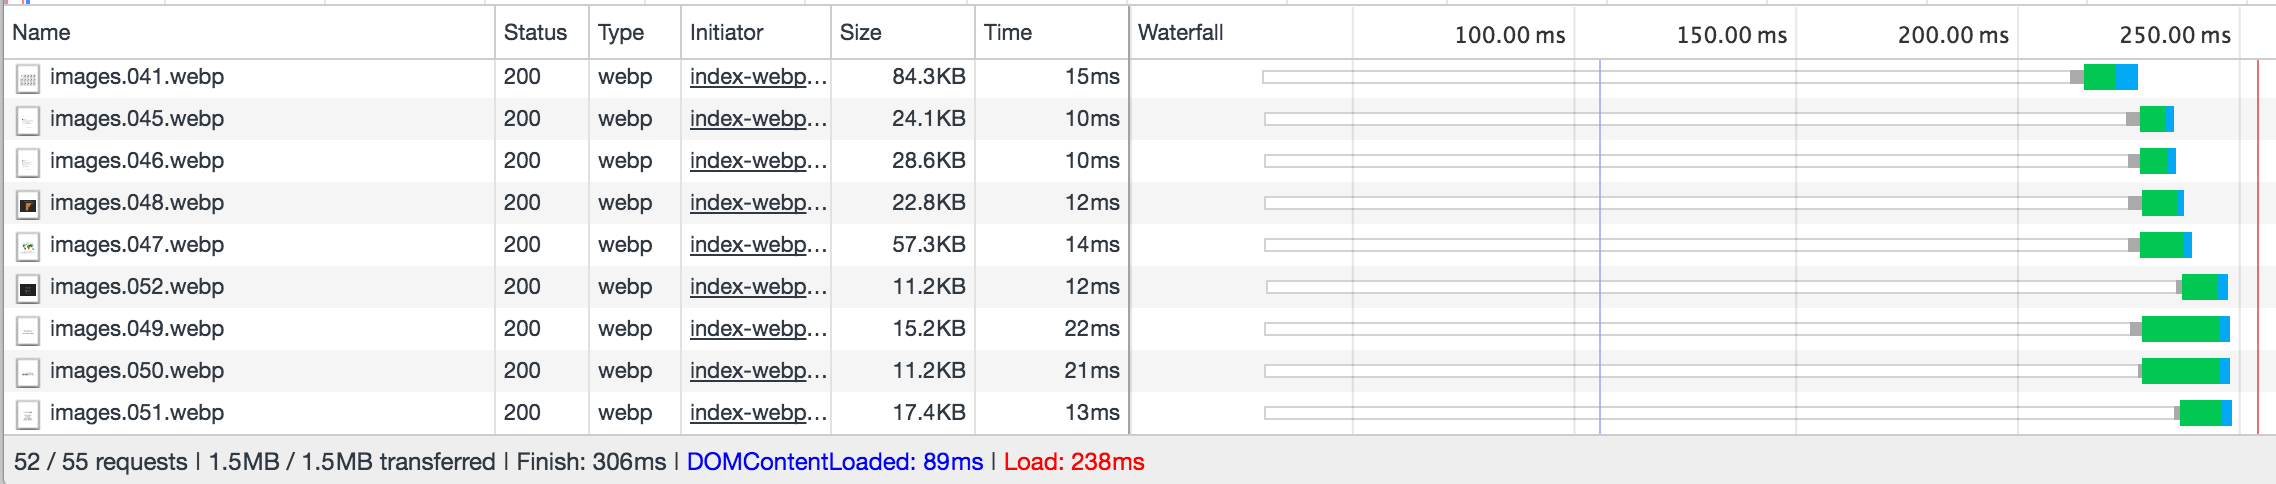 Name Status Type Initiator Size Time Waterfall 100.00 ms 150.00 ms 200.00 ms 250.00 ms
images.041.webp 200 webp index-webp... 84.3KB 15ms
images.045.webp 200 webp index-webp... 24.1KB 10ms
images.046.webp 200 webp index-webp... 28.6KB 10ms
images.048.webp 200 webp index-webp... 22.8KB 12ms
images.047.webp 200 webp index-webp... 57.3KB 14ms
images.052.webp 200 webp index-webp... 11.2KB 12ms
images.049.webp 200 webp index-webp... 15.2KB 22ms
images.050.webp 200 webp index-webp... 11.2KB 21ms
images.051.webp 200 webp index-webp... 17.4KB 13ms
52 / 55 requests | 1.5MB / 1.5MB transferred | Finish: 306ms | DOMContentLoaded: 89ms | Load: 238ms